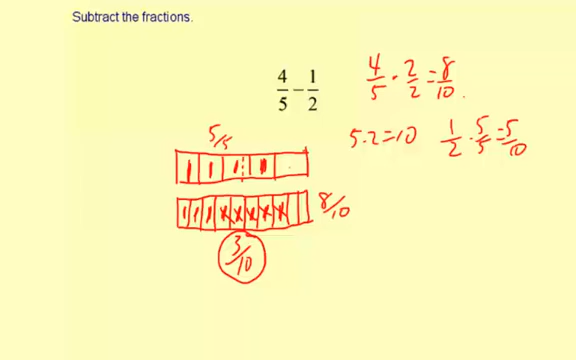 Subtract the fractions.
4/5 − 1/2
4/5 · 2/2 = 8/10
5 · 2 = 10
1/2 · 5/5 = 5/10
5/5
8/10
3/10